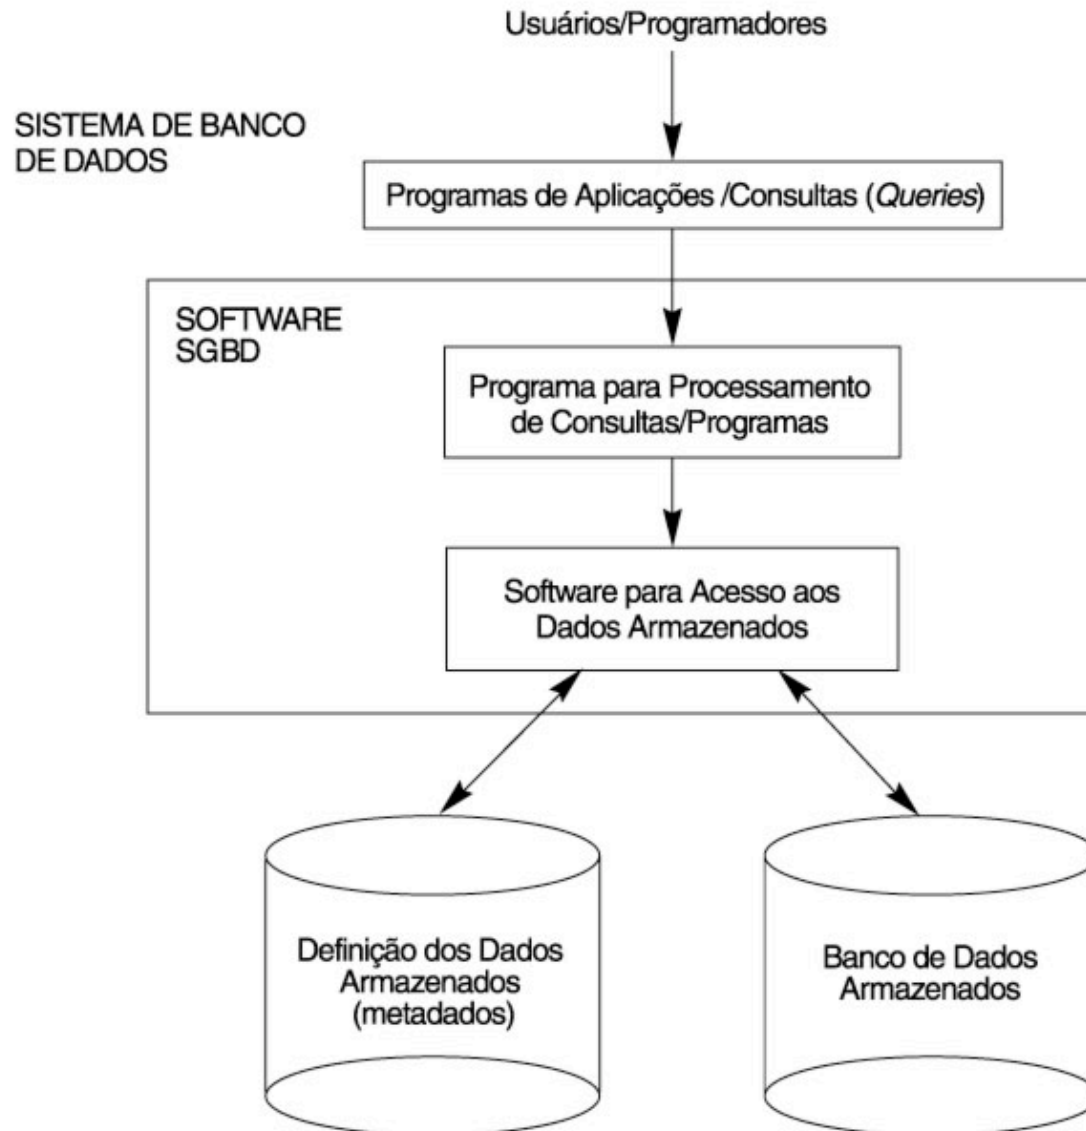 Usuários/Programadores
SISTEMA DE BANCO
DE DADOS
Programas de Aplicações /Consultas (Queries)
SOFTWARE
SGBD
Programa para Processamento
de Consultas/Programas
Software para Acesso aos
Dados Armazenados
Definição dos Dados
Armazenados
(metadados)
Banco de Dados
Armazenados